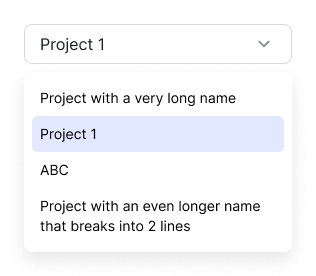 Project 1
Project with a very long name
Project 1
ABC
Project with an even longer name
that breaks into 2 lines